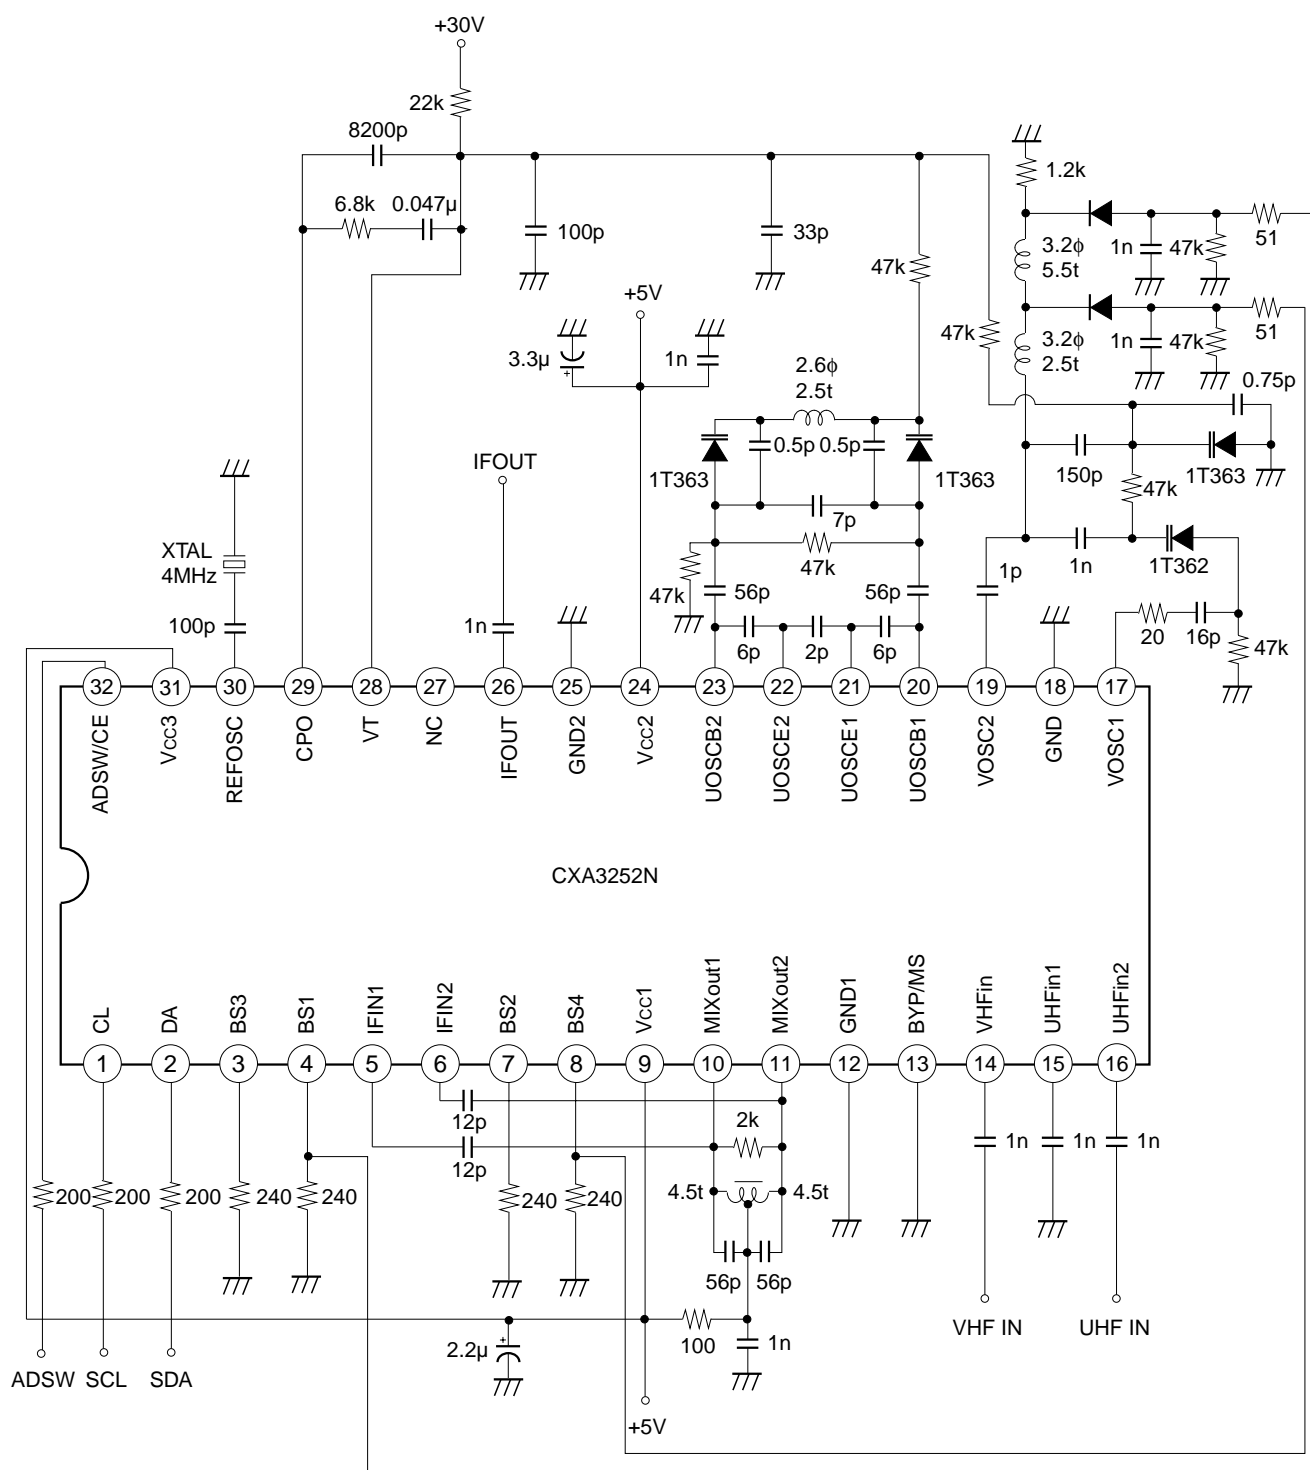 +30V
22k
8200p
6.8k
0.047µ
100p
33p
47k
47k
1.2k
3.2ϕ
5.5t
1n
47k
51
3.2ϕ
2.5t
1n
47k
51
+5V
3.3µ
+
1n
2.6ϕ
2.5t
0.5p
0.5p
1T363
1T363
7p
0.75p
150p
1T363
47k
1n
1T362
IFOUT
XTAL
4MHz
100p
1n
47k
47k
56p
56p
6p
2p
6p
1p
20
16p
47k
32
31
30
29
28
27
26
25
24
23
22
21
20
19
18
17
ADSW/CE
Vcc3
REFOSC
CPO
VT
NC
IFOUT
GND2
Vcc2
UOSCB2
UOSCE2
UOSCE1
UOSCB1
VOSC2
GND
VOSC1
CXA3252N
CL
DA
BS3
BS1
IFIN1
IFIN2
BS2
BS4
Vcc1
MIXout1
MIXout2
GND1
BYP/MS
VHFin
UHFin1
UHFin2
1
2
3
4
5
6
7
8
9
10
11
12
13
14
15
16
12p
12p
2k
1n
1n
1n
200
200
200
240
240
240
240
4.5t
4.5t
56p
56p
100
1n
+
2.2µ
VHF IN
UHF IN
ADSW
SCL
SDA
+5V